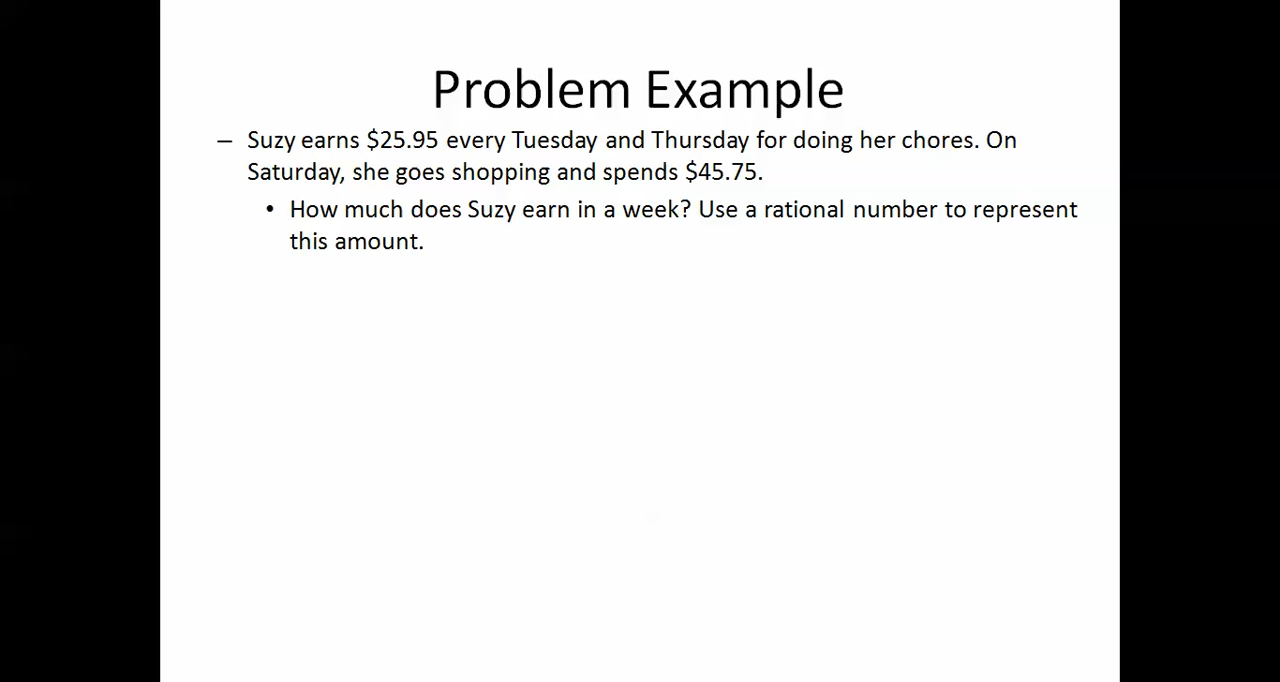 Problem Example
– Suzy earns $25.95 every Tuesday and Thursday for doing her chores. On
Saturday, she goes shopping and spends $45.75.
• How much does Suzy earn in a week? Use a rational number to represent
this amount.